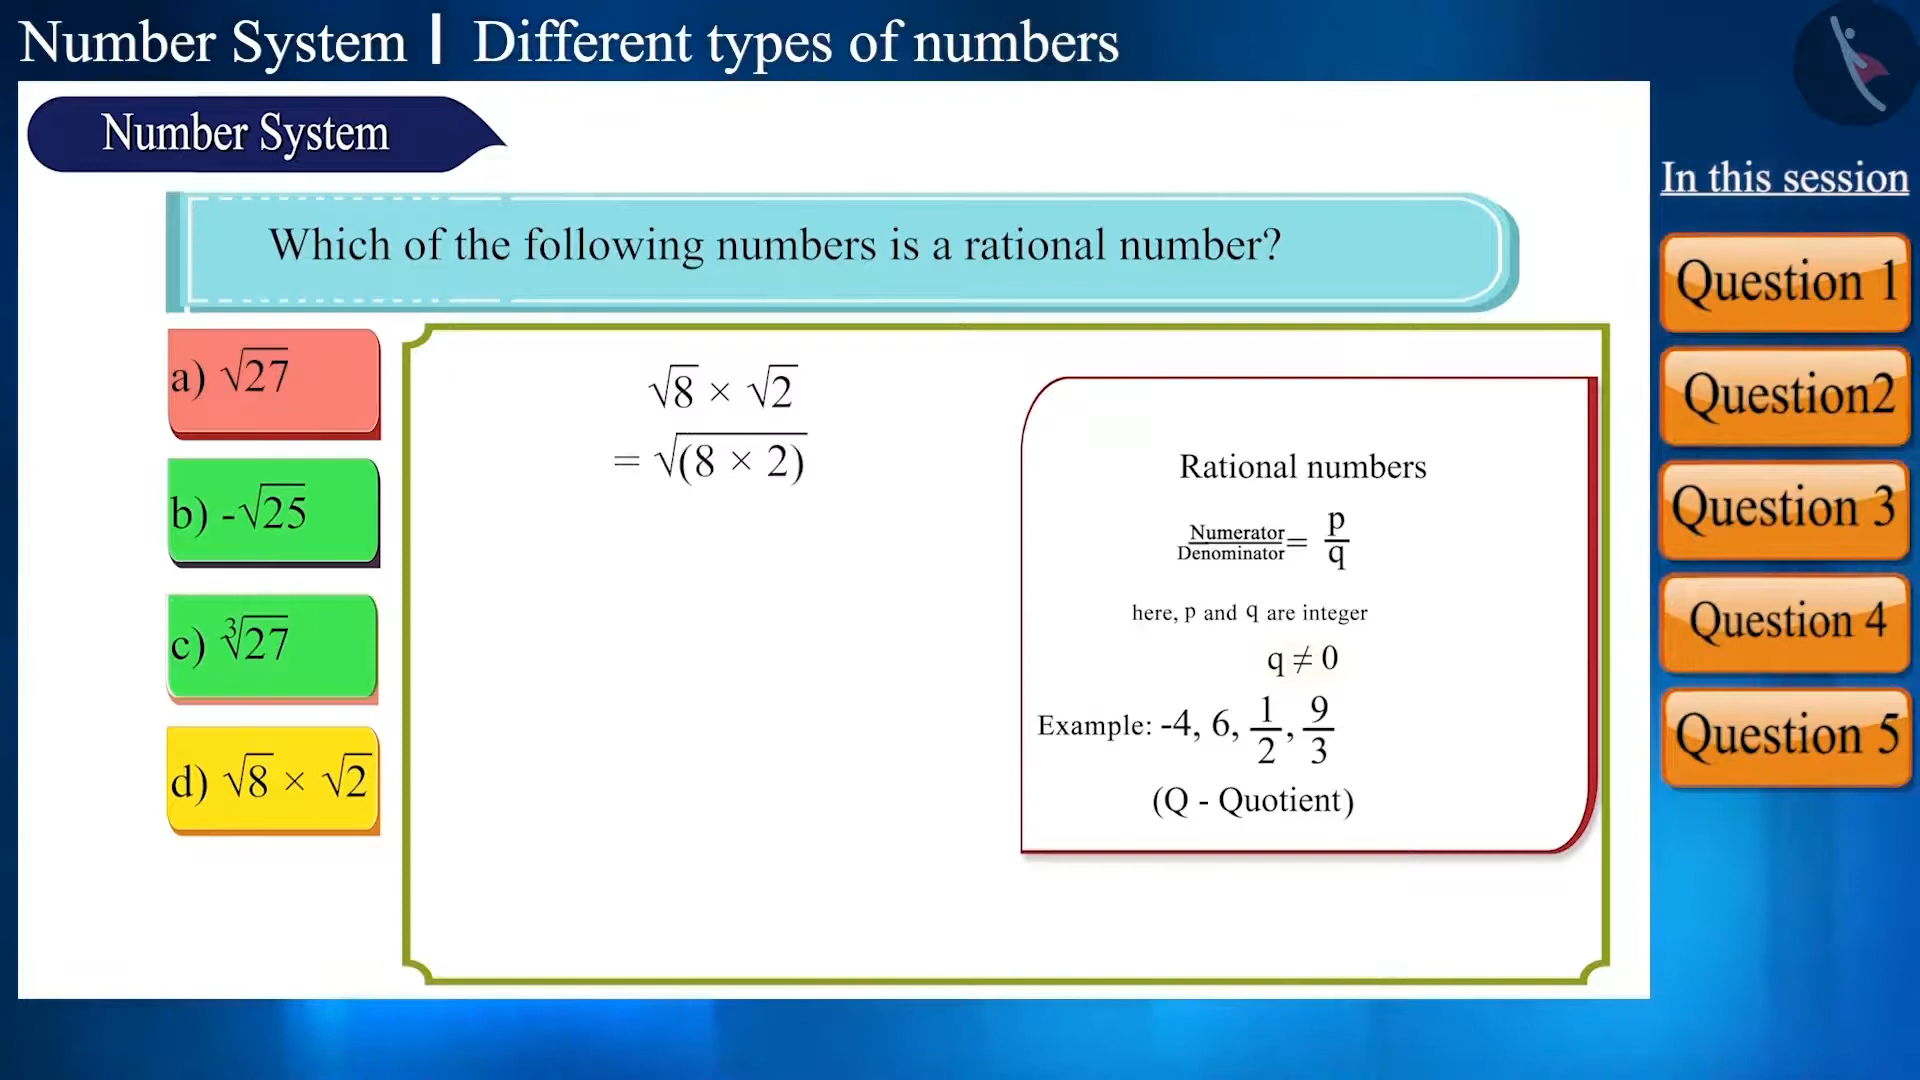 Number System | Different types of numbers
Number System
In this session
Which of the following numbers is a rational number?
Question 1
Question2
Question 3
Question 4
Question 5
a) √27
b) -√25
c) ∛27
d) √8 × √2
√8 × √2
= √(8 × 2)
Rational numbers
Numerator/Denominator = p/q
here, p and q are integer
q ≠ 0
Example: -4, 6, 1/2, 9/3
(Q - Quotient)